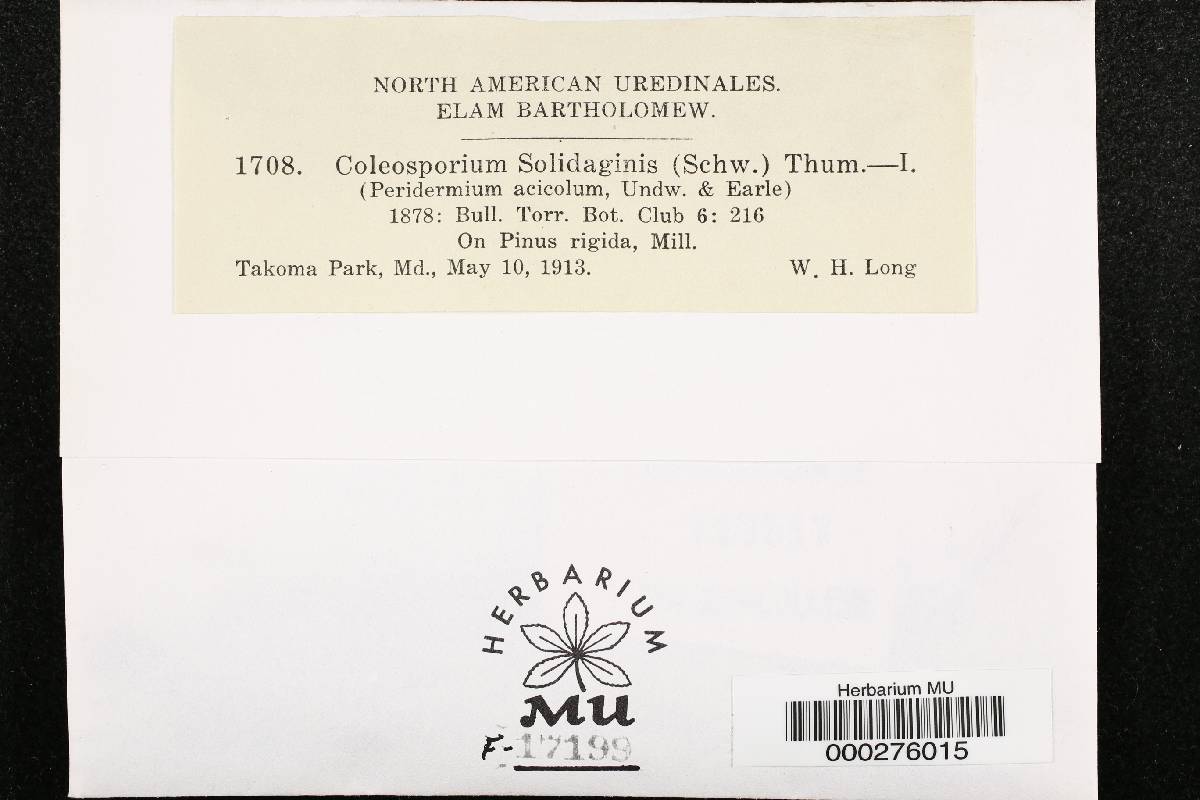 NORTH AMERICAN UREDINALES.
ELAM BARTHOLOMEW.
1708. Coleosporium Solidaginis (Schw.) Thum.—I.
(Peridermium acicolum, Undw. & Earle)
1878: Bull. Torr. Bot. Club 6: 216
On Pinus rigida, Mill.
Takoma Park, Md., May 10, 1913. W. H. Long
HERBARIUM
MU
F-17199
Herbarium MU
000276015